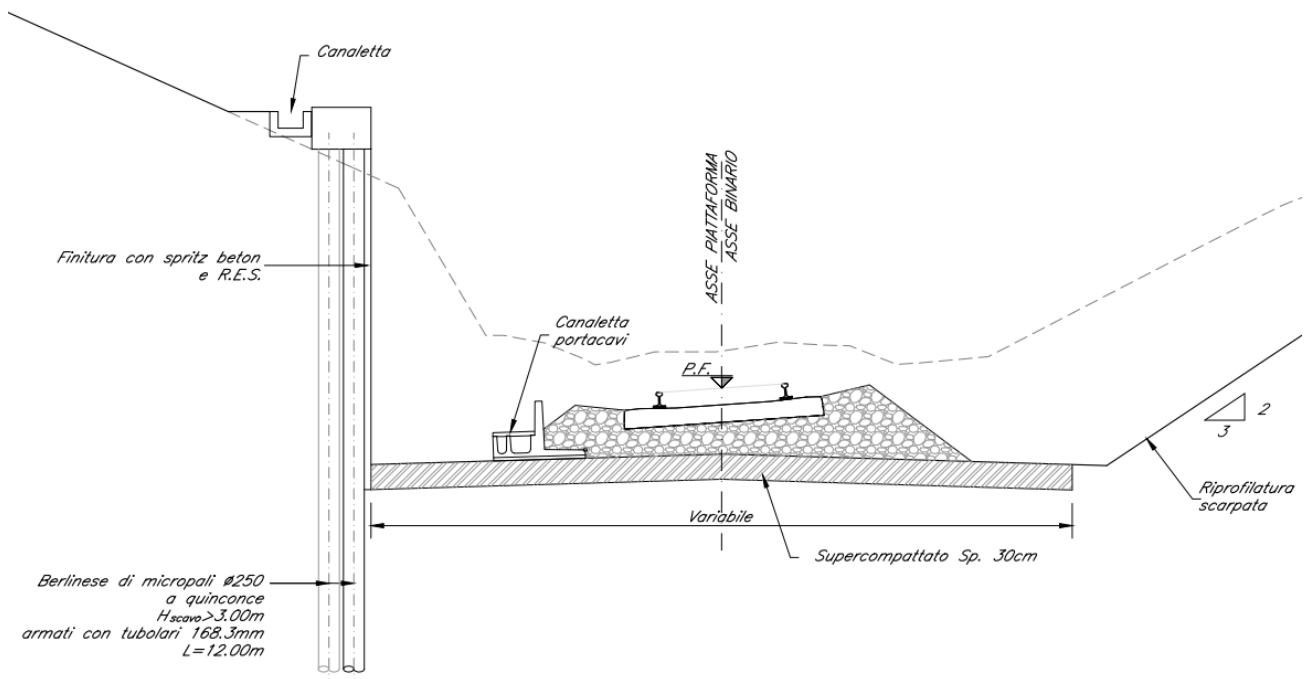 Canaletta
ASSE PIATTAFORMA
ASSE BINARIO
Finitura con spritz beton
e R.E.S.
Canaletta
portacavi
P.F.
2
3
Riprofilatura
scarpata
Variabile
Supercompattato Sp. 30cm
Berlinese di micropali ø250
a quinconce
Hscavo>3.00m
armati con tubolari 168.3mm
L=12.00m